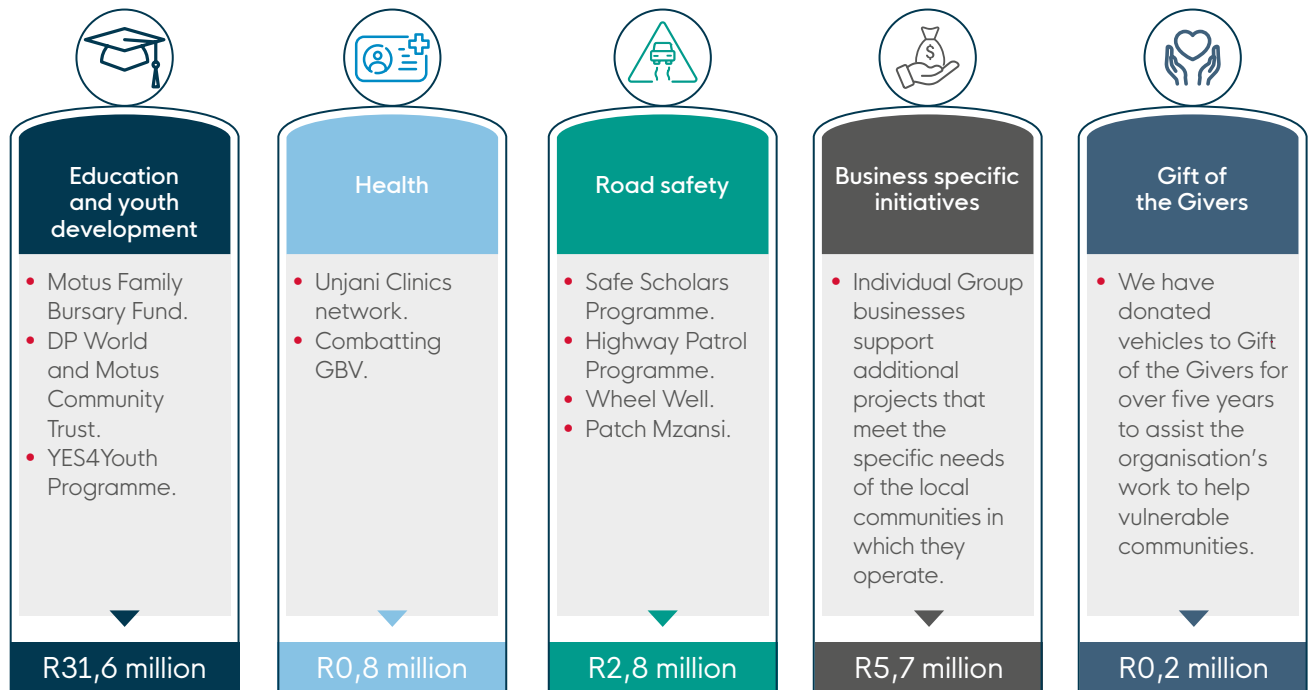 Education
and youth
development
• Motus Family
Bursary Fund.
• DP World
and Motus
Community
Trust.
• YES4Youth
Programme.
R31,6 million
Health
• Unjani Clinics
network.
• Combatting
GBV.
R0,8 million
Road safety
• Safe Scholars
Programme.
• Highway Patrol
Programme.
• Wheel Well.
• Patch Mzansi.
R2,8 million
$
Business specific
initiatives
• Individual Group
businesses
support
additional
projects that
meet the
specific needs
of the local
communities in
which they
operate.
R5,7 million
Gift of
the Givers
• We have
donated
vehicles to Gift
of the Givers for
over five years
to assist the
organisation's
work to help
vulnerable
communities.
R0,2 million